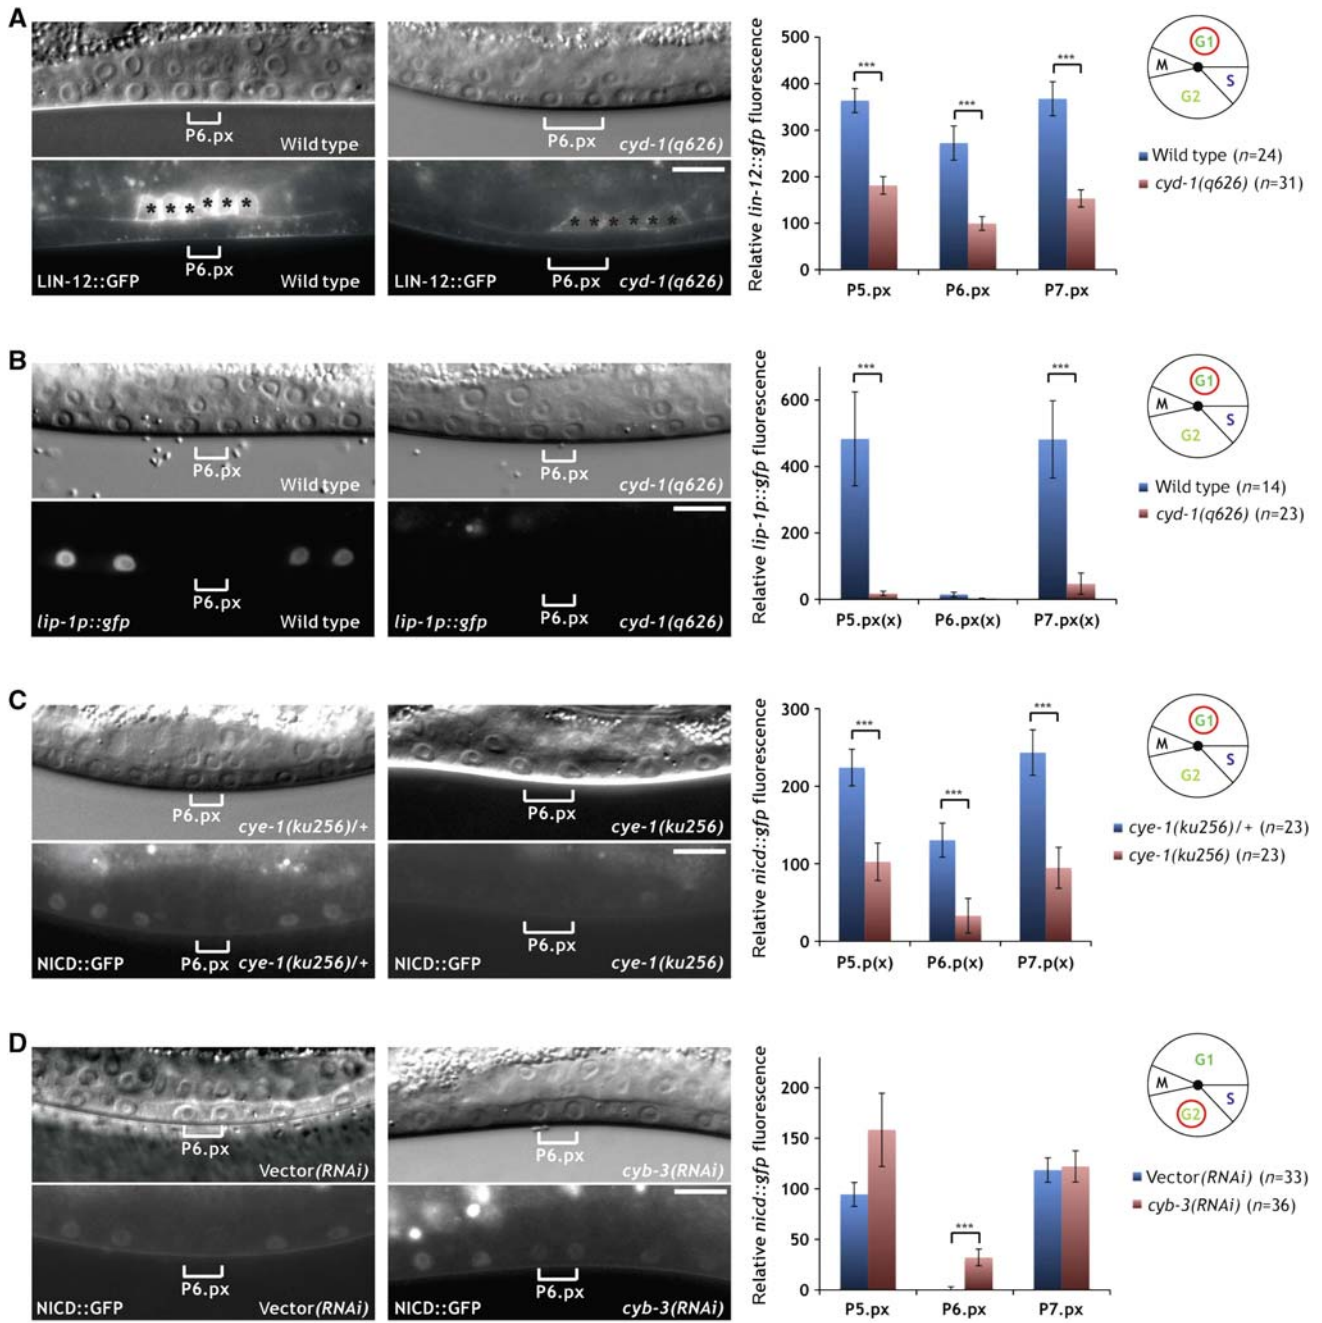 A
P6.px
Wild type
P6.px
cyd-1(q626)
* * * * * *
P6.px
LIN-12::GFP Wild type
* * * * * *
P6.px
LIN-12::GFP cyd-1(q626)
Relative lin-12::gfp fluorescence
500
400
300
200
100
0
***
***
***
P5.px P6.px P7.px
G1
M
S
G2
Wild type (n=24)
cyd-1(q626) (n=31)
B
P6.px
Wild type
P6.px
cyd-1(q626)
P6.px
lip-1p::gfp Wild type
P6.px
lip-1p::gfp cyd-1(q626)
Relative lip-1p::gfp fluorescence
600
400
200
0
***
***
P5.px(x) P6.px(x) P7.px(x)
G1
M
S
G2
Wild type (n=14)
cyd-1(q626) (n=23)
C
P6.px
cye-1(ku256)/+
P6.px
cye-1(ku256)
NICD::GFP P6.px cye-1(ku256)/+
P6.px
NICD::GFP cye-1(ku256)
Relative nicd::gfp fluorescence
300
200
100
0
***
***
***
P5.p(x) P6.p(x) P7.p(x)
G1
M
S
G2
cye-1(ku256)/+ (n=23)
cye-1(ku256) (n=23)
D
P6.px
Vector(RNAi)
P6.px
cyb-3(RNAi)
P6.px
NICD::GFP Vector(RNAi)
P6.px
NICD::GFP cyb-3(RNAi)
Relative nicd::gfp fluorescence
200
150
100
50
0
***
P5.px P6.px P7.px
G1
M
S
G2
Vector(RNAi) (n=33)
cyb-3(RNAi) (n=36)